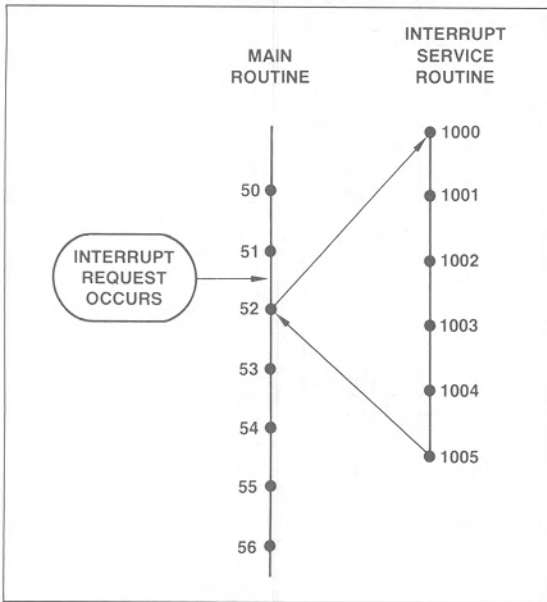 MAIN
ROUTINE
INTERRUPT
SERVICE
ROUTINE
1000
50
1001
51
INTERRUPT
REQUEST
OCCURS
1002
52
1003
53
1004
54
1005
55
56